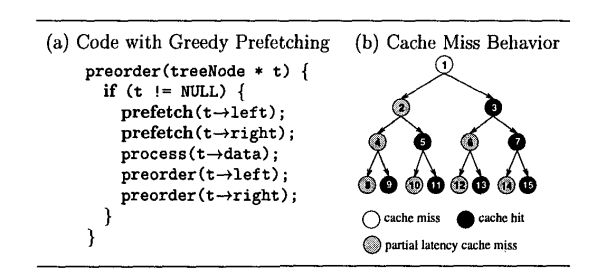 (a) Code with Greedy Prefetching
preorder(treeNode * t) {
if (t != NULL) {
prefetch(t→left);
prefetch(t→right);
process(t→data);
preorder(t→left);
preorder(t→right);
}
}
(b) Cache Miss Behavior
1
2 3
4 5 6 7
8 9 10 11 12 13 14 15
cache miss cache hit
partial latency cache miss